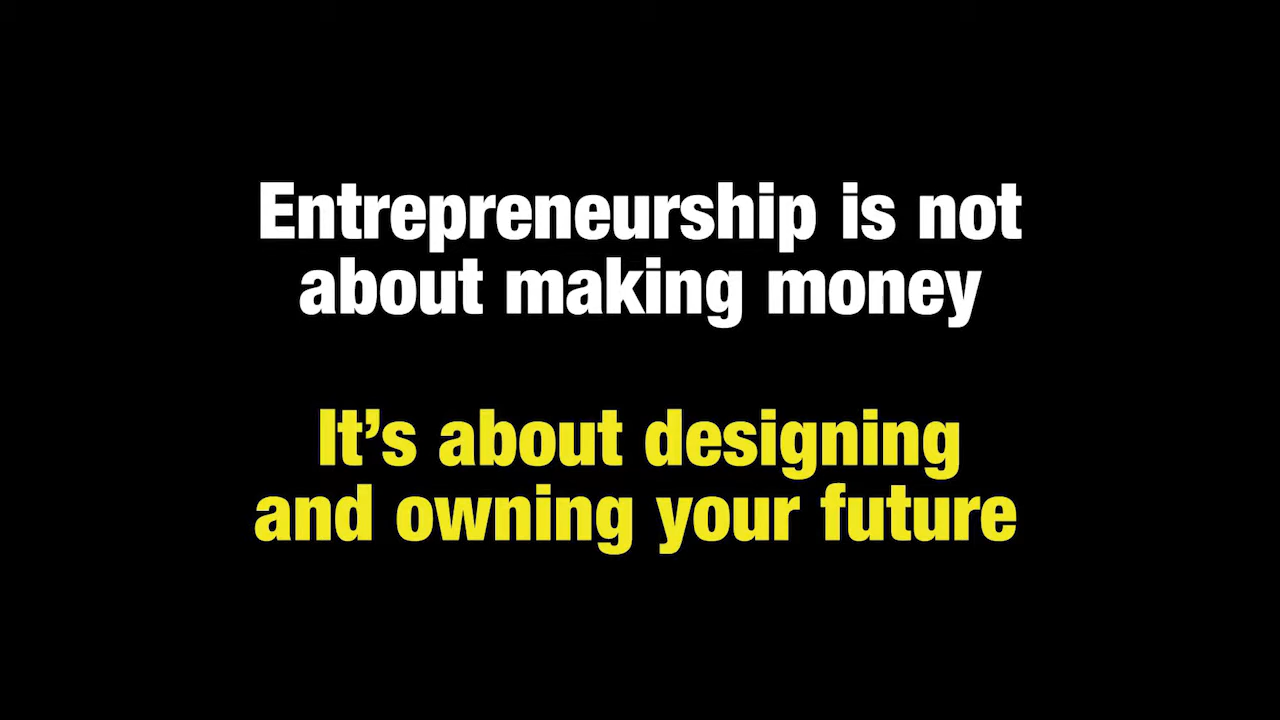 Entrepreneurship is not
about making money
It’s about designing
and owning your future